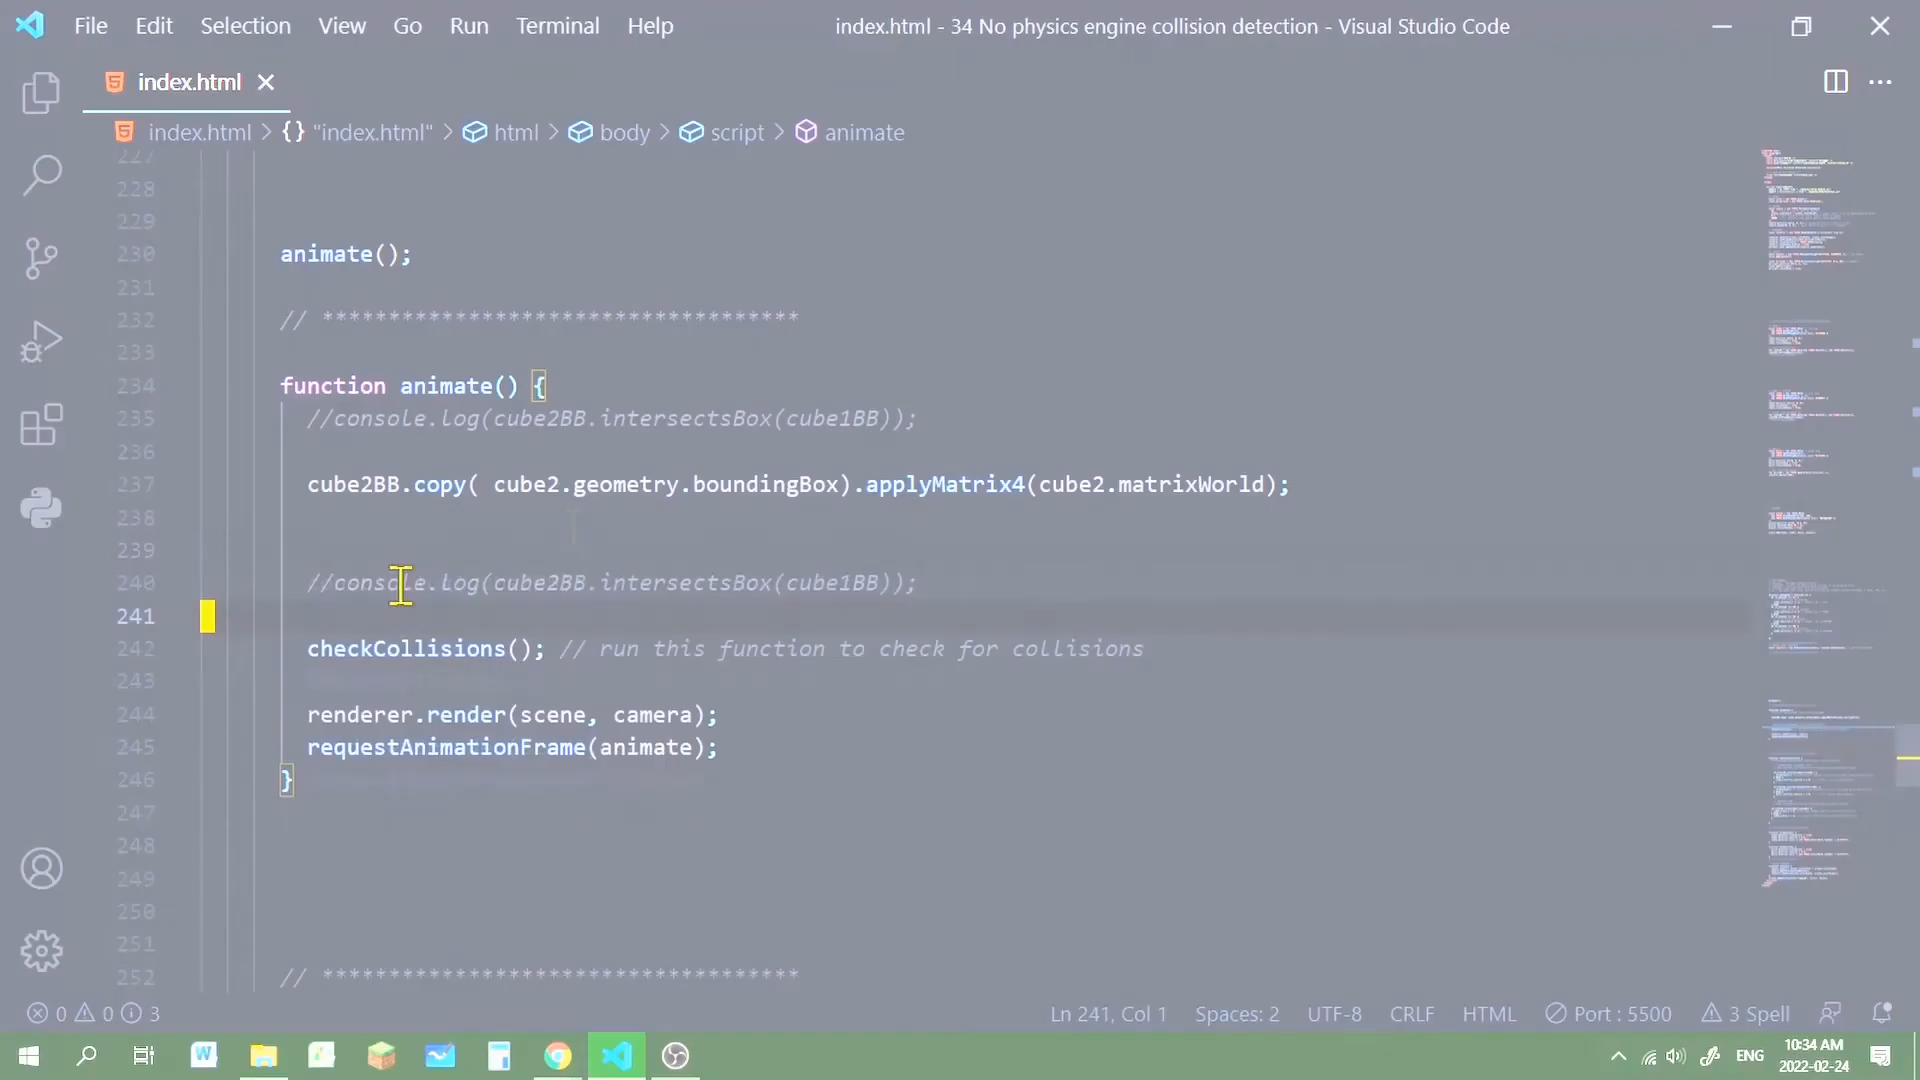 File Edit Selection View Go Run Terminal Help index.html - 34 No physics engine collision detection - Visual Studio Code
index.html
index.html > {} "index.html" > html > body > script > animate
227
228
229
230 animate();
231
232 // ************************************
233
234 function animate() {
235 //console.log(cube2BB.intersectsBox(cube1BB));
236
237 cube2BB.copy( cube2.geometry.boundingBox).applyMatrix4(cube2.matrixWorld);
238
239
240 //console.log(cube2BB.intersectsBox(cube1BB));
241
242 checkCollisions(); // run this function to check for collisions
243
244 renderer.render(scene, camera);
245 requestAnimationFrame(animate);
246 }
247
248
249
250
251
252 // ************************************
0 0 3 Ln 241, Col 1 Spaces: 2 UTF-8 CRLF HTML Port : 5500 3 Spell
W ENG 10:34 AM
2022-02-24